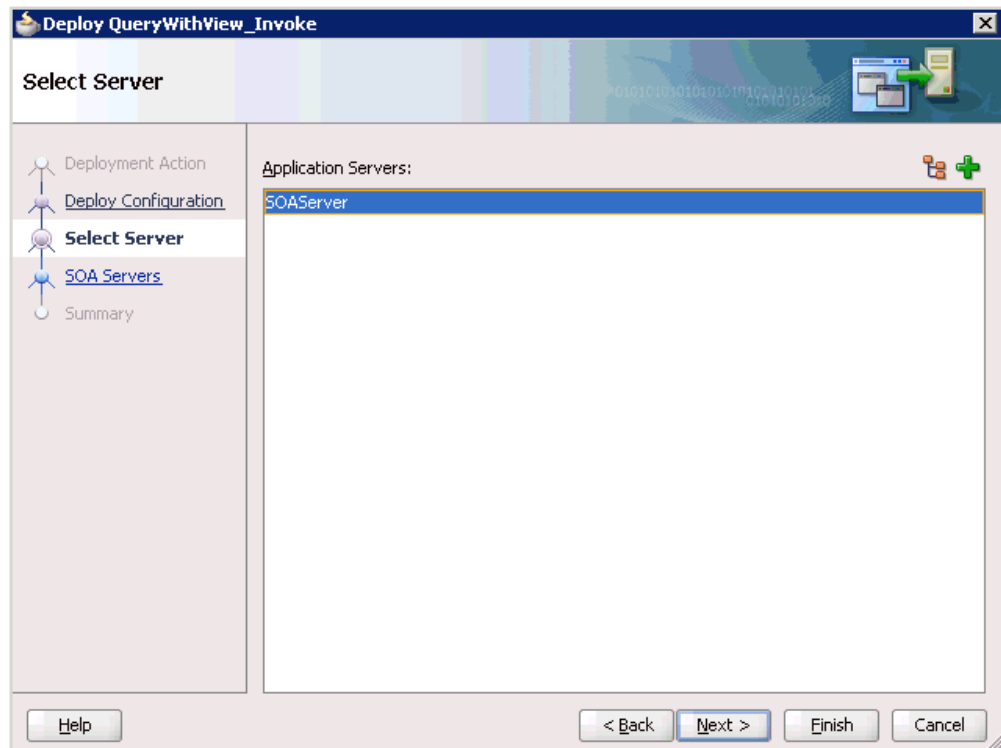 Deploy QueryWithView_Invoke
Select Server
Deployment Action
Deploy Configuration
Select Server
SOA Servers
Summary
Application Servers:
SOAServer
Help
< Back
Next >
Finish
Cancel